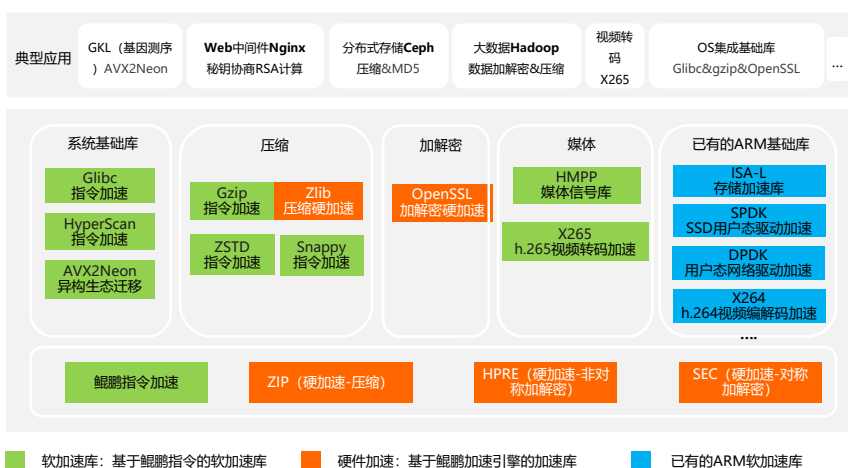 典型应用
GKL（基因测序
）AVX2Neon
Web中间件Nginx
秘钥协商RSA计算
分布式存储Ceph
压缩&MD5
大数据Hadoop
数据加解密&压缩
视频转
码
X265
OS集成基础库
Glibc&gzip&OpenSSL
...
系统基础库
Glibc
指令加速
HyperScan
指令加速
AVX2Neon
异构生态迁移
压缩
Gzip
指令加速
Zlib
压缩硬加速
ZSTD
指令加速
Snappy
指令加速
加解密
OpenSSL
加解密硬加速
媒体
HMPP
媒体信号库
X265
h.265视频转码加速
已有的ARM基础库
ISA-L
存储加速库
SPDK
SSD用户态驱动加速
DPDK
用户态网络驱动加速
X264
h.264视频编解码加速
....
鲲鹏指令加速
ZIP（硬加速-压缩）
HPRE（硬加速-非对
称加解密）
SEC（硬加速-对称
加解密）
软加速库：基于鲲鹏指令的软加速库
硬件加速：基于鲲鹏加速引擎的加速库
已有的ARM软加速库